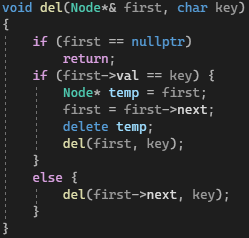 void del(Node*& first, char key)
{
    if (first == nullptr)
        return;
    if (first->val == key) {
        Node* temp = first;
        first = first->next;
        delete temp;
        del(first, key);
    }
    else {
        del(first->next, key);
    }
}